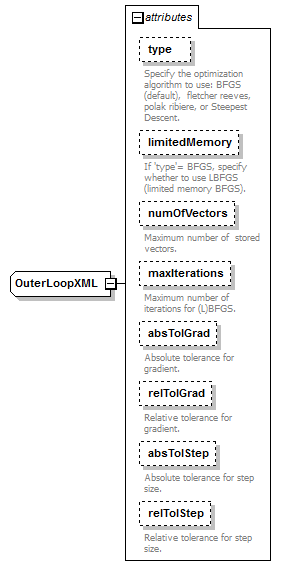 attributes
type
Specify the optimization
algorithm to use: BFGS
(default),  fletcher reeves,
polak ribiere, or Steepest
Descent.
limitedMemory
If 'type'= BFGS, specify
whether to use LBFGS
(limited memory BFGS).
numOfVectors
Maximum number of  stored
vectors.
OuterLoopXML
maxIterations
Maximum number of
iterations for (L)BFGS.
absTolGrad
Absolute tolerance for
gradient.
relTolGrad
Relative tolerance for
gradient.
absTolStep
Absolute tolerance for step
size.
relTolStep
Relative tolerance for step
size.